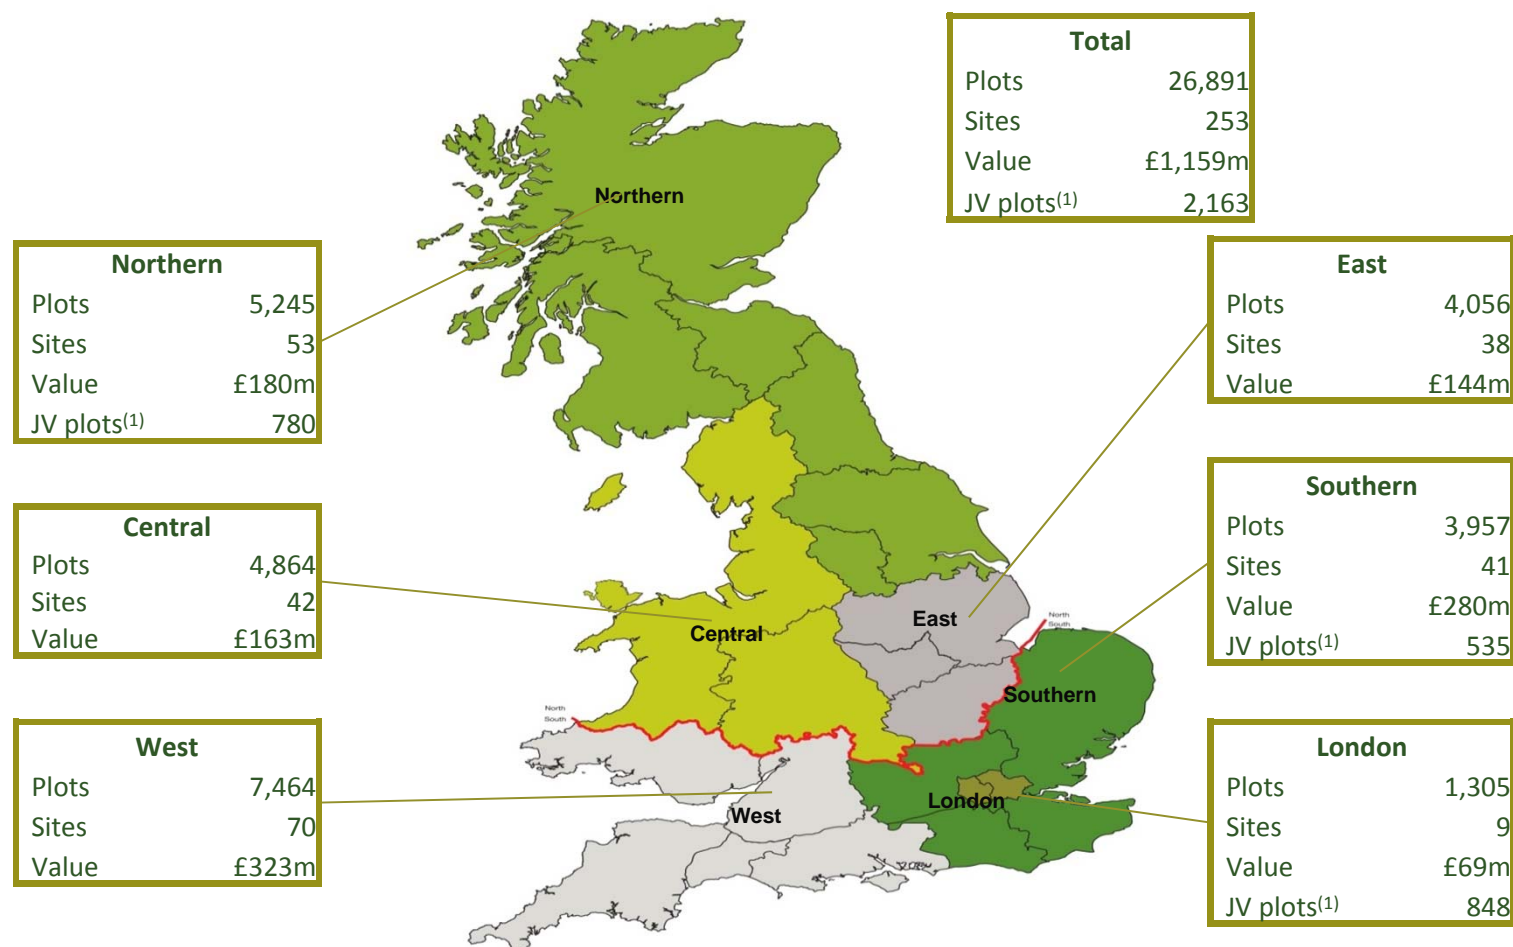 Total
Plots 26,891
Sites 253
Value £1,159m
JV plots(1) 2,163
Northern
Northern
Plots 5,245
Sites 53
Value £180m
JV plots(1) 780
East
Plots 4,056
Sites 38
Value £144m
Central
Plots 4,864
Sites 42
Value £163m
Southern
Plots 3,957
Sites 41
Value £280m
JV plots(1) 535
East
North
South
Central
Southern
North
South
West
Plots 7,464
Sites 70
Value £323m
London
Plots 1,305
Sites 9
Value £69m
JV plots(1) 848
London
West